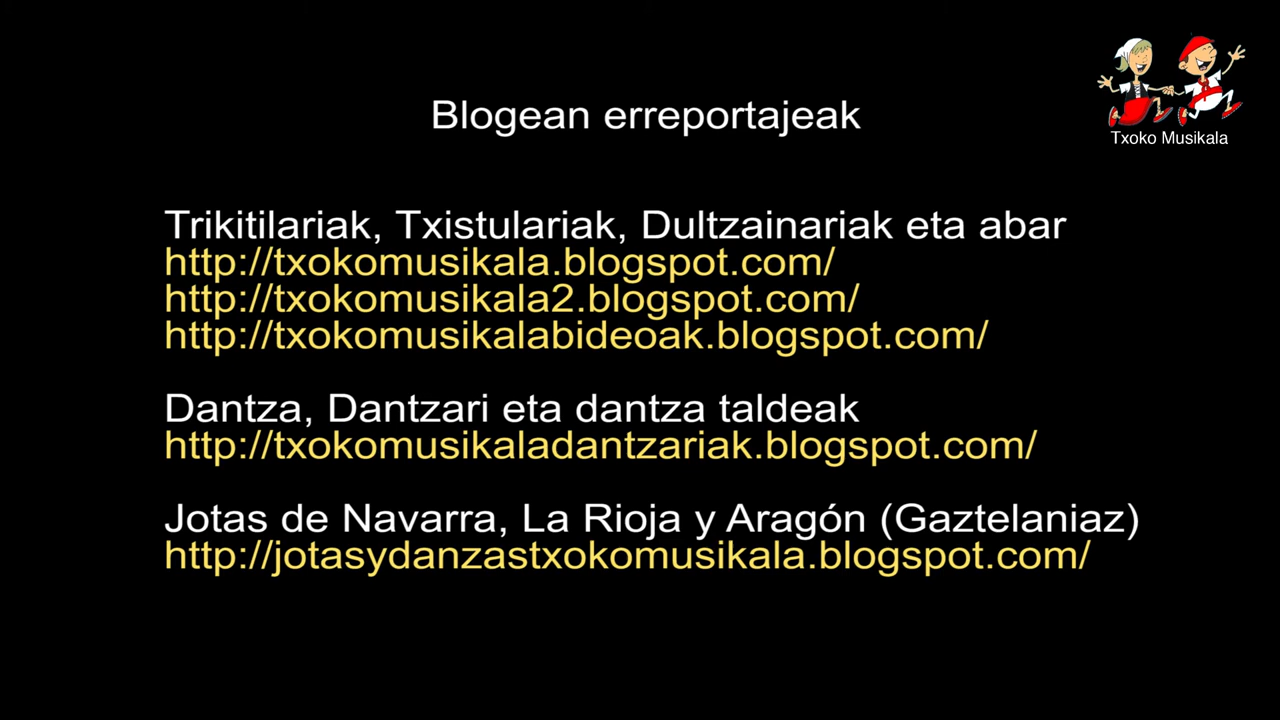 Txoko Musikala
Blogean erreportajeak
Trikitilariak, Txistulariak, Dultzainariak eta abar
http://txokomusikala.blogspot.com/
http://txokomusikala2.blogspot.com/
http://txokomusikalabideoak.blogspot.com/
Dantza, Dantzari eta dantza taldeak
http://txokomusikaladantzariak.blogspot.com/
Jotas de Navarra, La Rioja y Aragón (Gaztelaniaz)
http://jotasydanzastxokomusikala.blogspot.com/